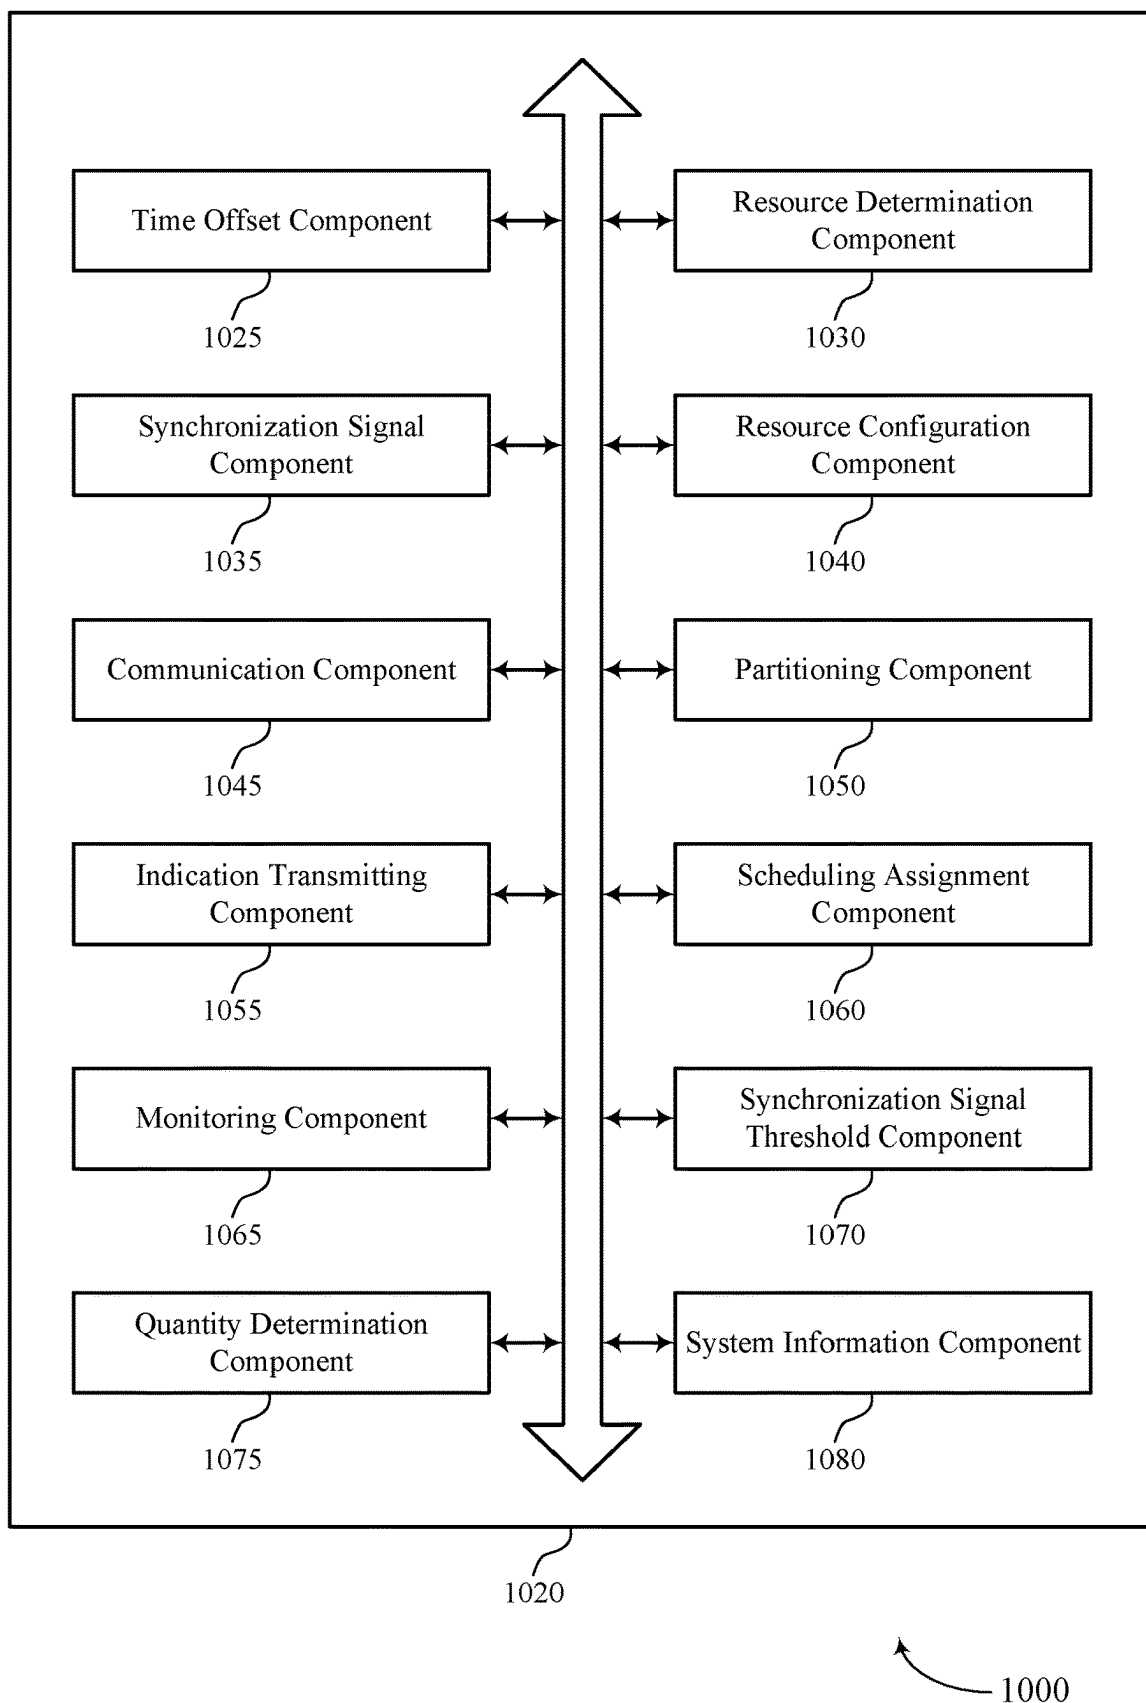 Time Offset Component
1025
Resource Determination
Component
1030
Synchronization Signal
Component
1035
Resource Configuration
Component
1040
Communication Component
1045
Partitioning Component
1050
Indication Transmitting
Component
1055
Scheduling Assignment
Component
1060
Monitoring Component
1065
Synchronization Signal
Threshold Component
1070
Quantity Determination
Component
1075
System Information Component
1080
1020
1000